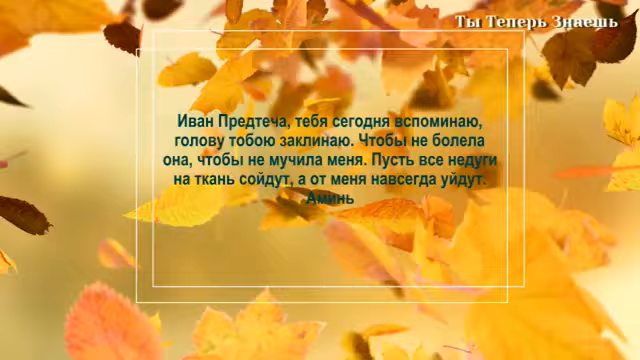 Ты Теперь Знаешь
Иван Предтеча, тебя сегодня вспоминаю,
голову тобою заклинаю. Чтобы не болела
она, чтобы не мучила меня. Пусть все недуги
на ткань сойдут, а от меня навсегда уйдут.
Аминь